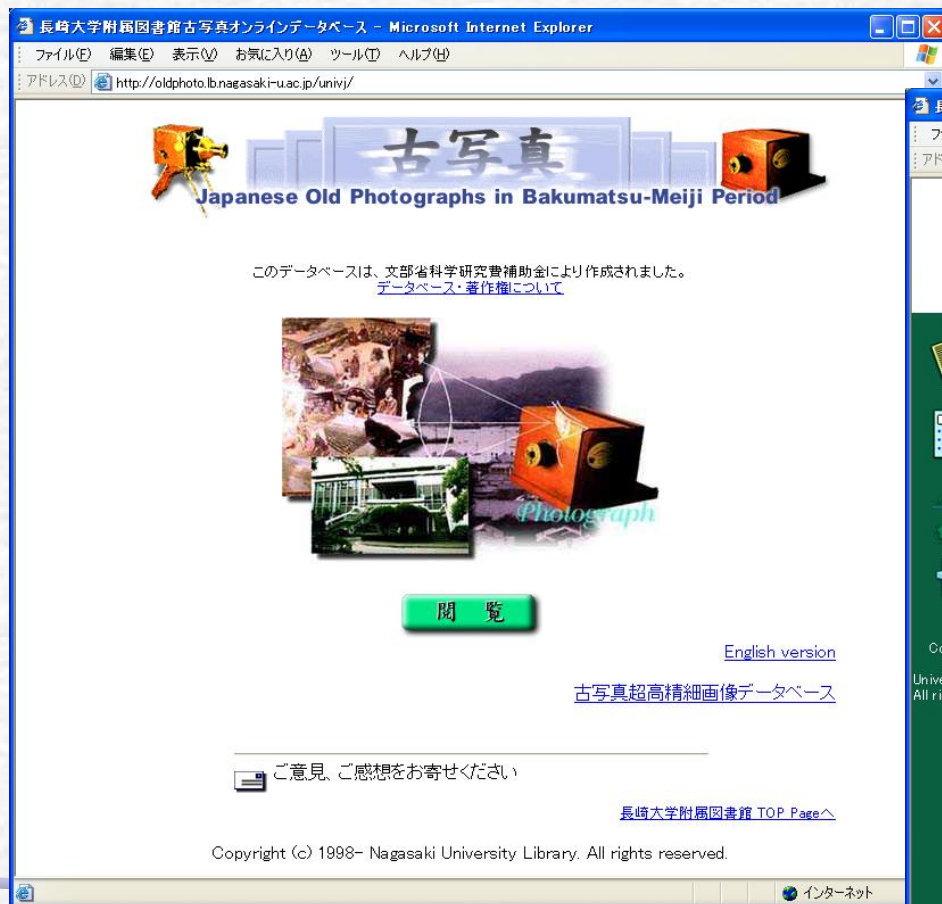 長崎大学附属図書館古写真オンラインデータベース - Microsoft Internet Explorer
ファイル(F) 編集(E) 表示(V) お気に入り(A) ツール(T) ヘルプ(H)
アドレス(D) http://oldphoto.lb.nagasaki-u.ac.jp/univj/
古写真
Japanese Old Photographs in Bakumatsu-Meiji Period
このデータベースは、文部省科学研究費補助金により作成されました。
データベース・著作権について
Photograph
閲 覧
English version
古写真超高精細画像データベース
ご意見、ご感想をお寄せください
長崎大学附属図書館 TOP Pageへ
Copyright (c) 1998- Nagasaki University Library. All rights reserved.
インターネット
長
フ
アド
Co
Unive
All ri